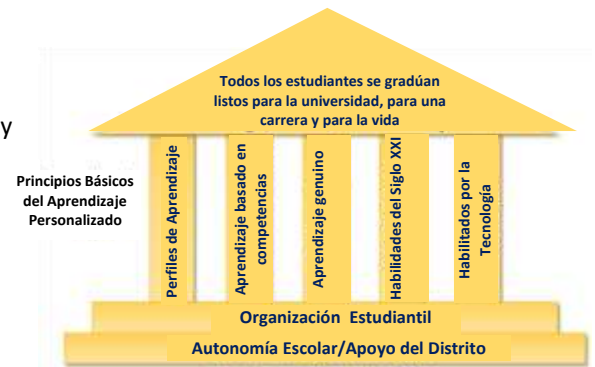 Todos los estudiantes se gradúan
listos para la universidad, para una
carrera y para la vida
y
Principios Básicos
del Aprendizaje
Personalizado
Perfiles de Aprendizaje
Aprendizaje basado en
competencias
Aprendizaje genuino
Habilidades del Siglo XXI
Habilitados por la
Tecnología
Organización Estudiantil
Autonomía Escolar/Apoyo del Distrito